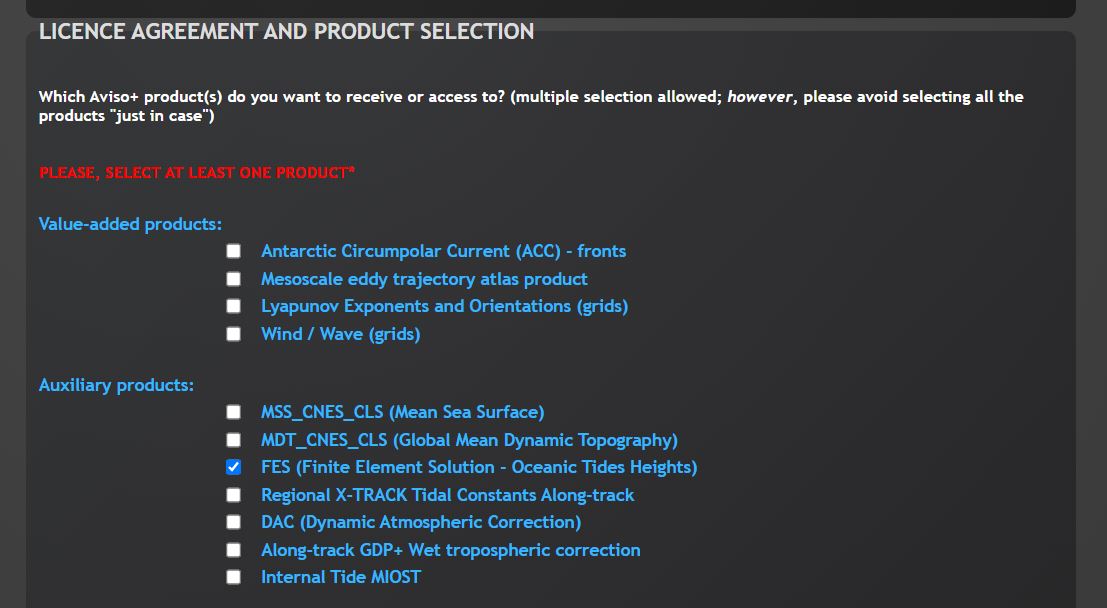 LICENCE AGREEMENT AND PRODUCT SELECTION
Which Aviso+ product(s) do you want to receive or access to? (multiple selection allowed; however, please avoid selecting all the
products "just in case")
PLEASE, SELECT AT LEAST ONE PRODUCT*
Value-added products:
Antarctic Circumpolar Current (ACC) - fronts
Mesoscale eddy trajectory atlas product
Lyapunov Exponents and Orientations (grids)
Wind / Wave (grids)
Auxiliary products:
MSS_CNES_CLS (Mean Sea Surface)
MDT_CNES_CLS (Global Mean Dynamic Topography)
FES (Finite Element Solution - Oceanic Tides Heights)
Regional X-TRACK Tidal Constants Along-track
DAC (Dynamic Atmospheric Correction)
Along-track GDP+ Wet tropospheric correction
Internal Tide MIOST